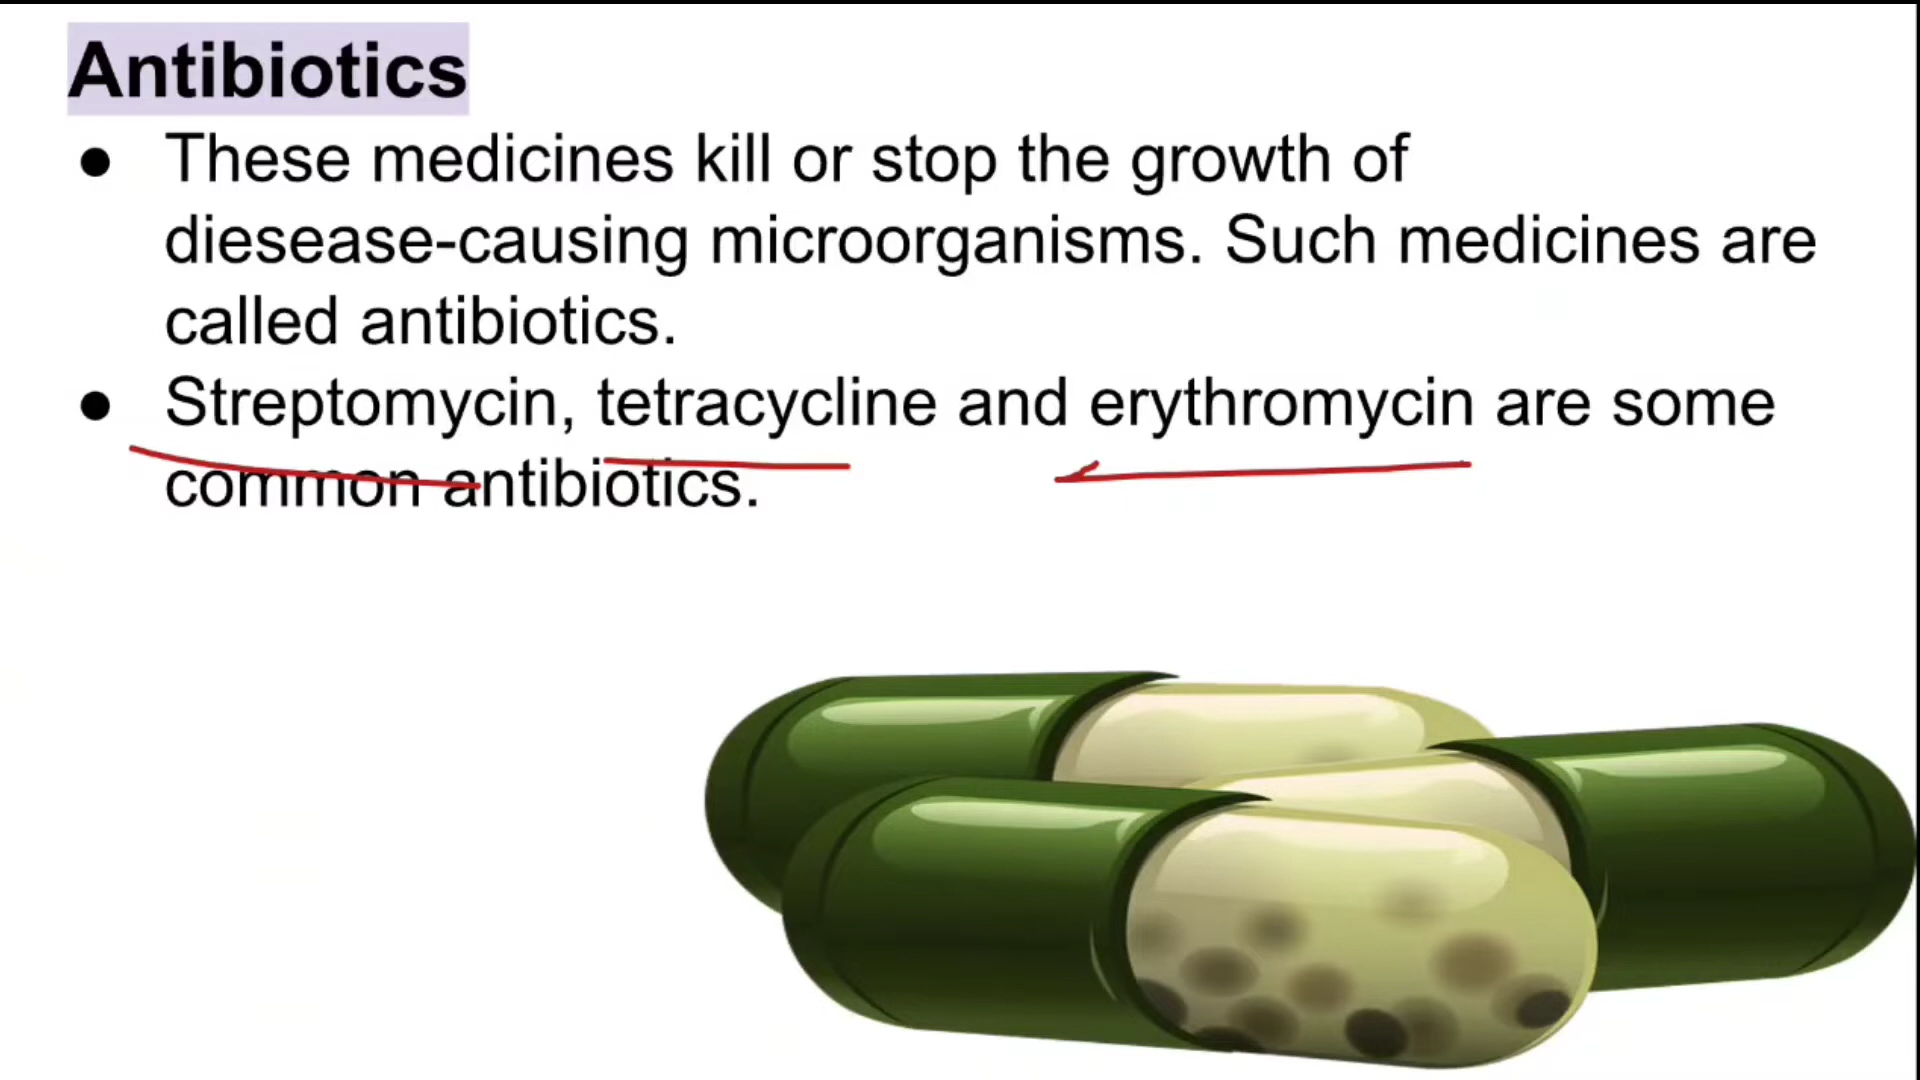 Antibiotics
● These medicines kill or stop the growth of
diesease-causing microorganisms. Such medicines are
called antibiotics.
● Streptomycin, tetracycline and erythromycin are some
common antibiotics.